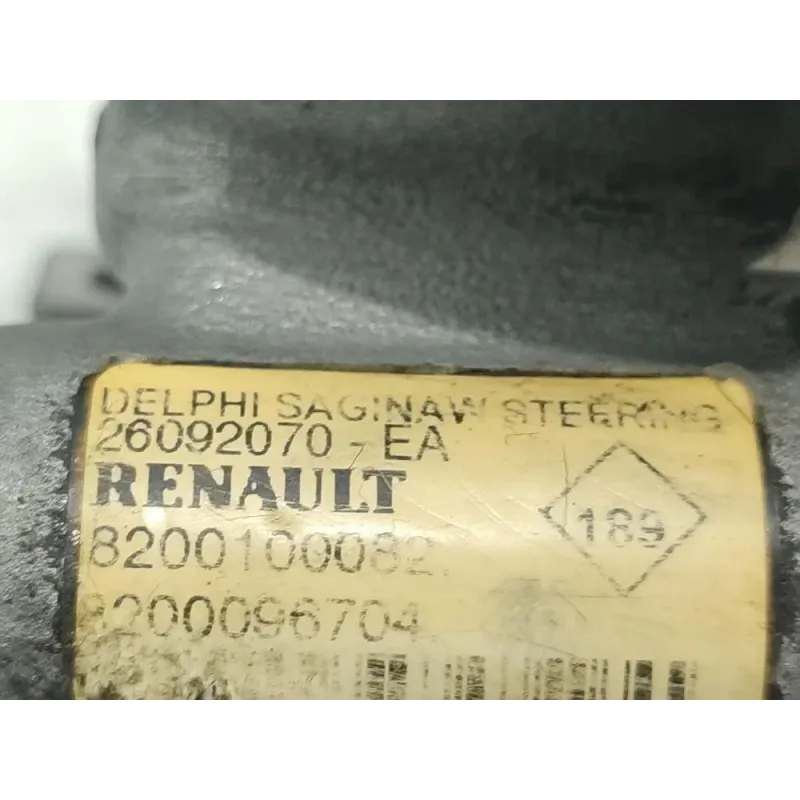 DELPHI SAGINAW STEERING
26092070 - EA
RENAULT
189
8200100082
8200096704